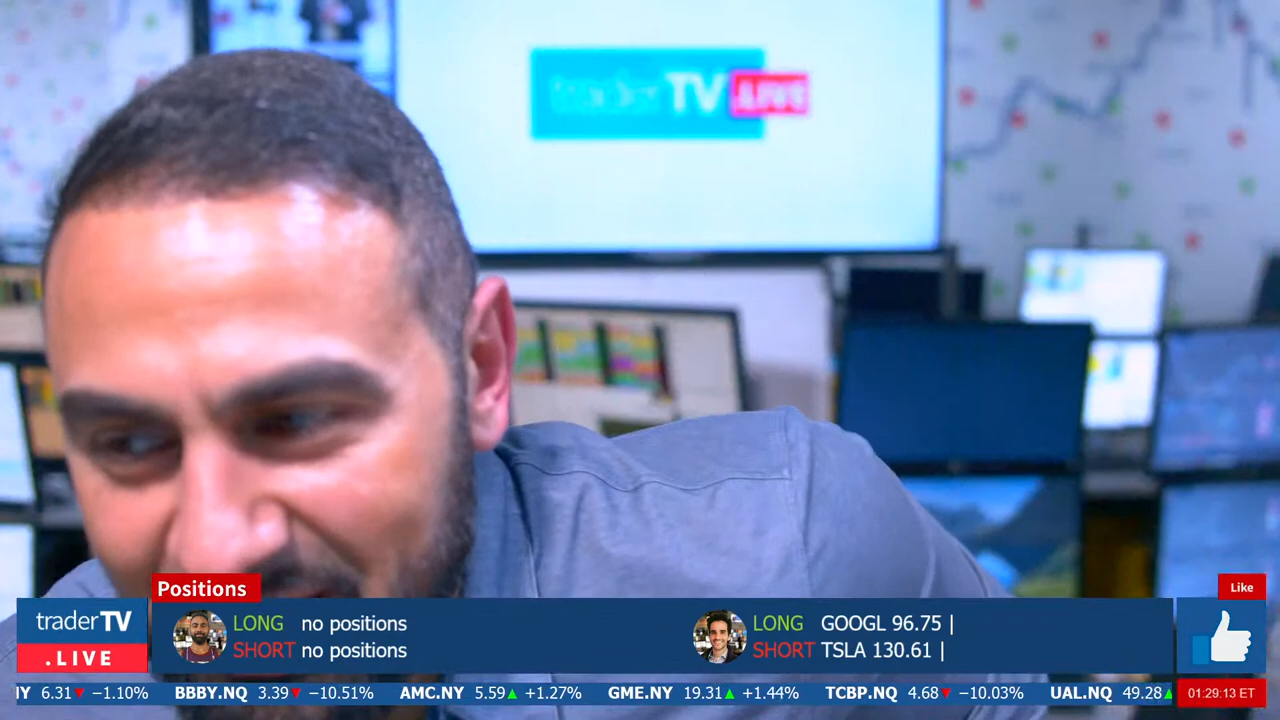 traderTV .LIVE
Positions
Like
traderTV
.LIVE
LONG no positions
SHORT no positions
LONG GOOGL 96.75 |
SHORT TSLA 130.61 |
6.31▼ −1.10% BBBY.NQ 3.39▼ −10.51% AMC.NY 5.59▲ +1.27% GME.NY 19.31▲ +1.44% TCBP.NQ 4.68▼ −10.03% UAL.NQ 49.28▲
01:29:13 ET